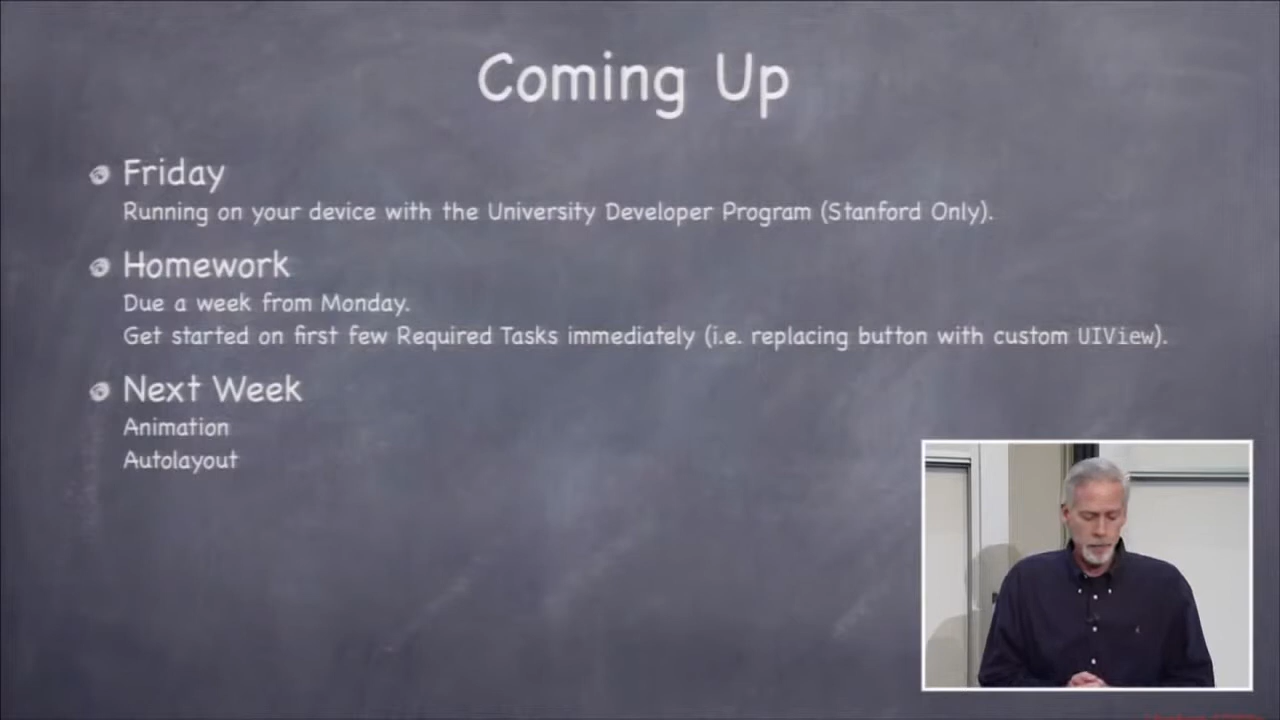 Coming Up
Friday
Running on your device with the University Developer Program (Stanford Only).
Homework
Due a week from Monday.
Get started on first few Required Tasks immediately (i.e. replacing button with custom UIView).
Next Week
Animation
Autolayout